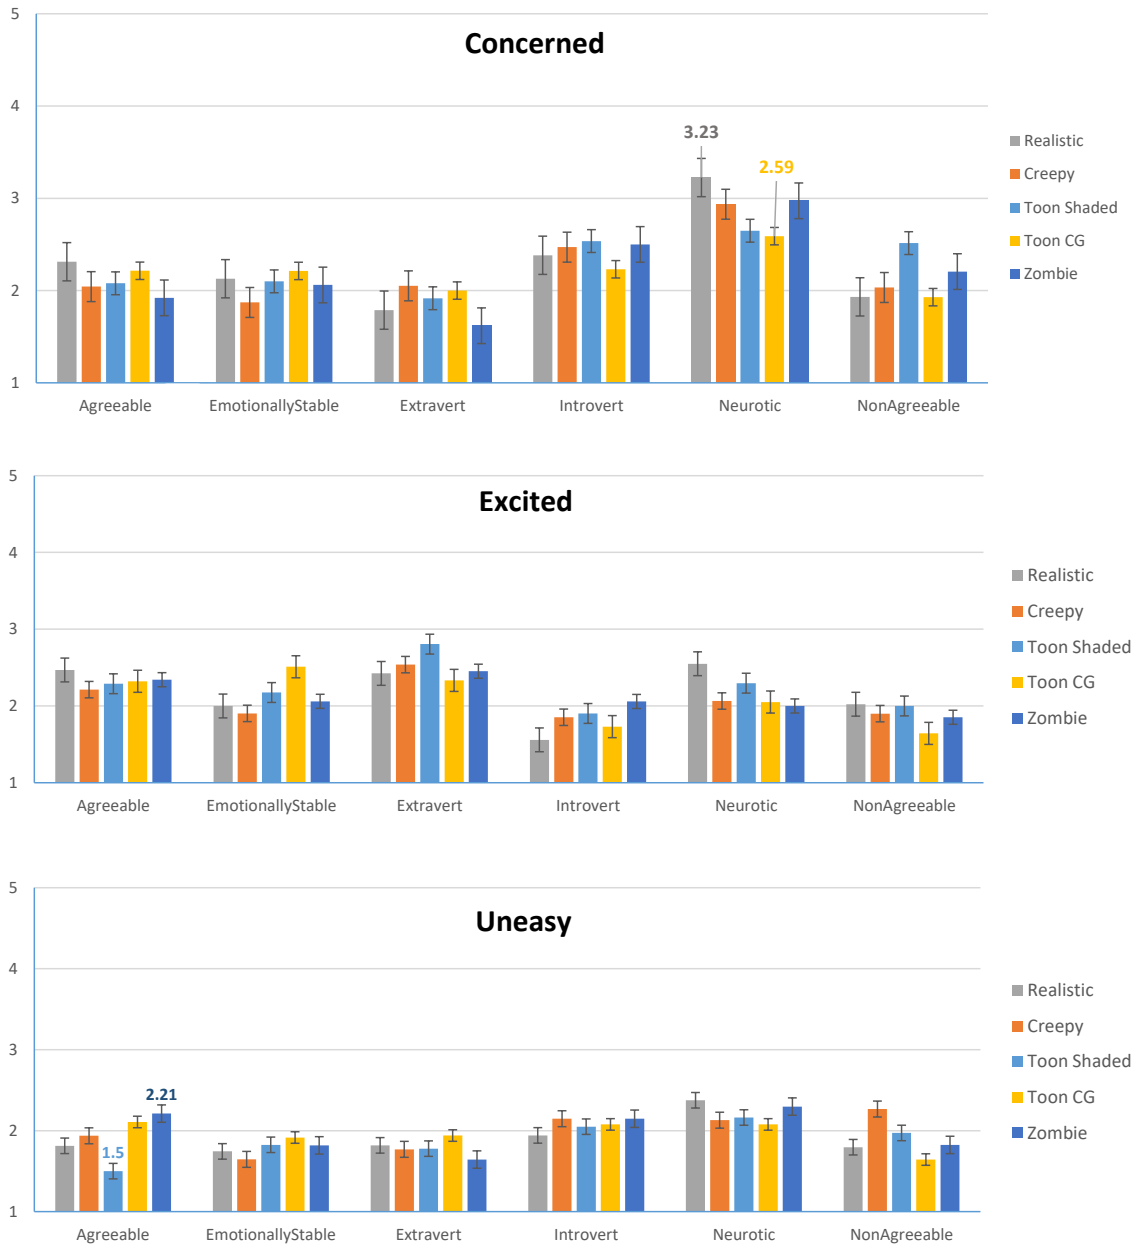 Concerned
5
4
3
2
1
3.23
2.59
Agreeable EmotionallyStable Extravert Introvert Neurotic NonAgreeable
Realistic
Creepy
Toon Shaded
Toon CG
Zombie
Excited
5
4
3
2
1
Agreeable EmotionallyStable Extravert Introvert Neurotic NonAgreeable
Realistic
Creepy
Toon Shaded
Toon CG
Zombie
Uneasy
5
4
3
2
1
1.5
2.21
Agreeable EmotionallyStable Extravert Introvert Neurotic NonAgreeable
Realistic
Creepy
Toon Shaded
Toon CG
Zombie